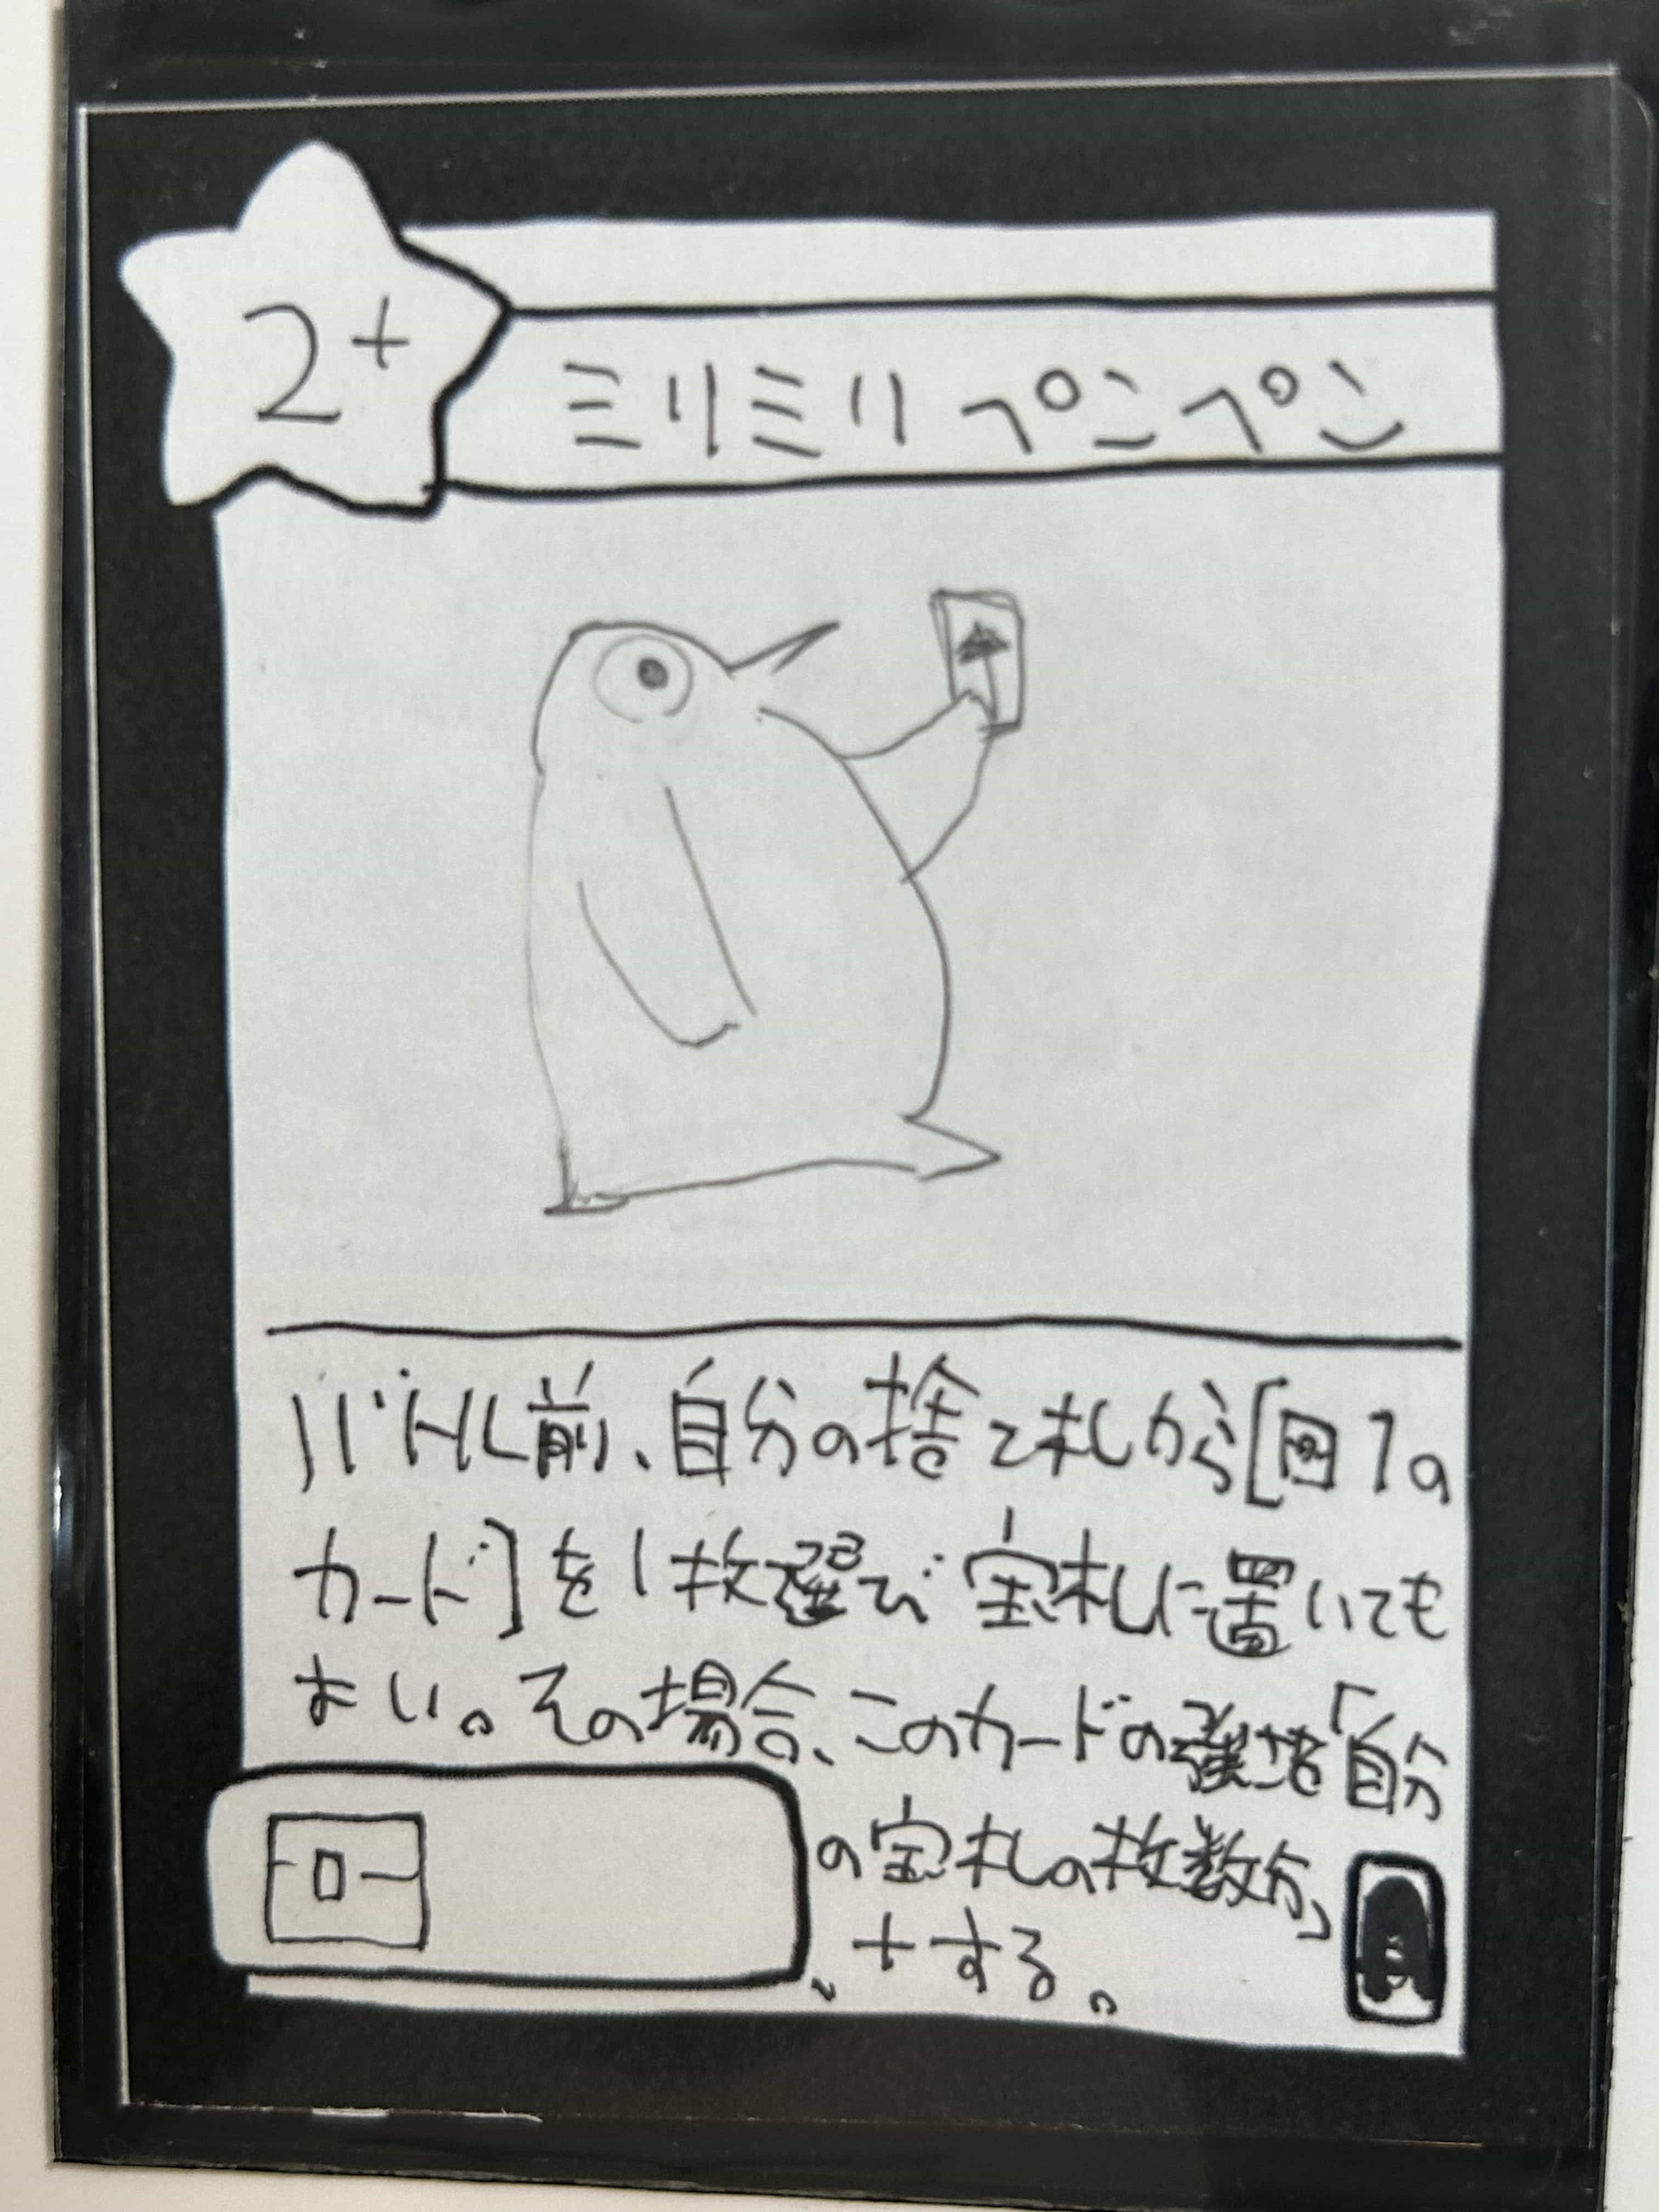 2+
ミリミリペンペン
バトル前、自分の捨て札から[回1の
カード]を1枚選び宝札に置いても
よい。その場合、このカードの強さを「自分
の宝札の枚数分」
、+する。